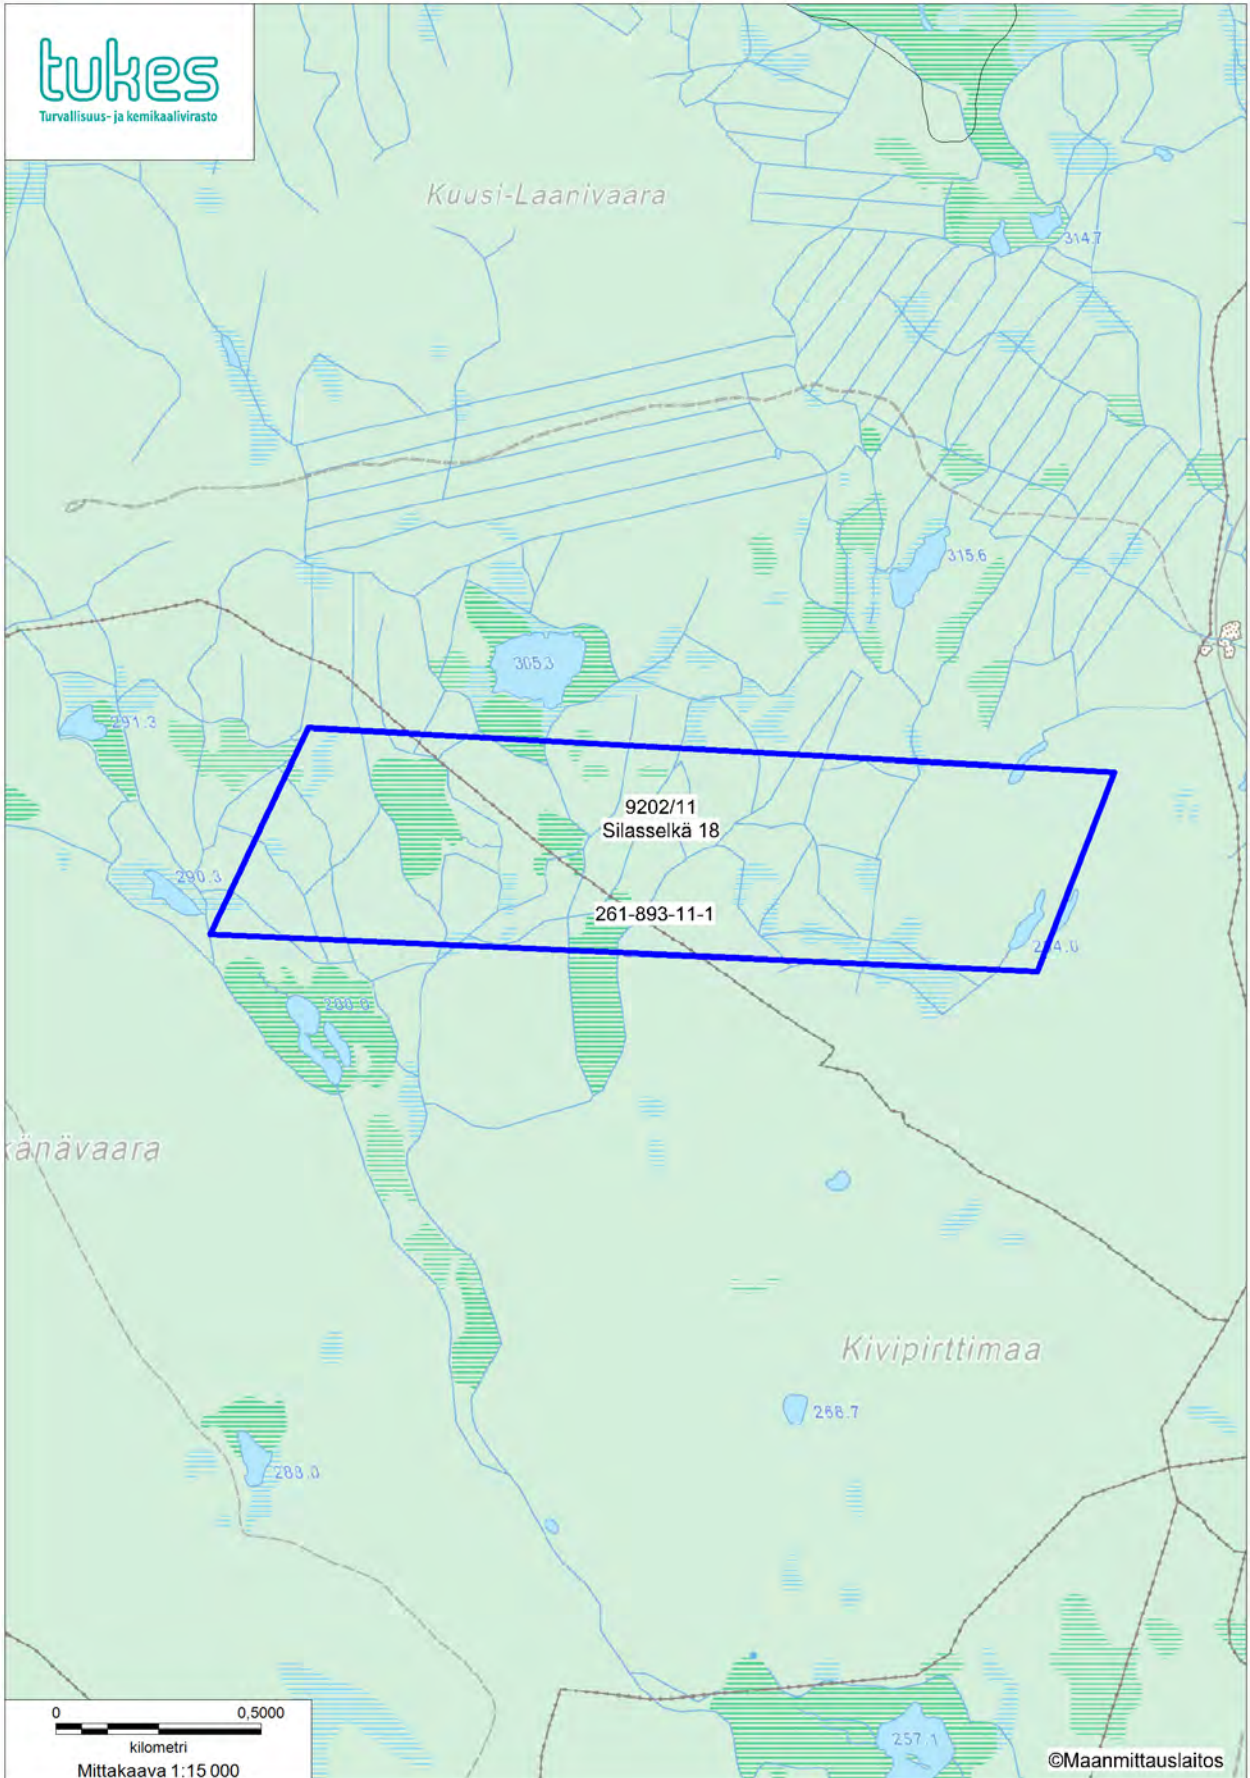 tukes
Turvallisuus- ja kemikaalivirasto
Kuusi-Laanivaara
314.7
315.6
305.3
291.3
9202/11
Silasselkä 18
290.3
261-893-11-1
känävaara
Kivipirttimaa
268.7
288.0
257.1
0 0,5000
kilometri
Mittakaava 1:15 000
©Maanmittauslaitos